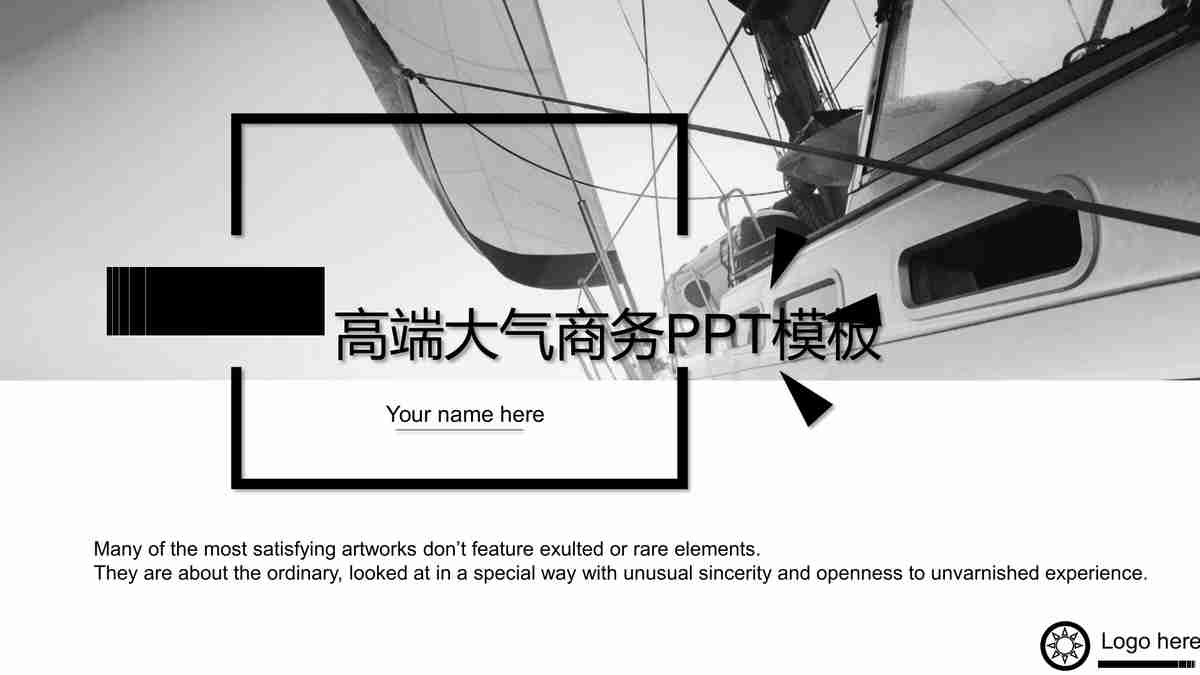 高端大气商务PPT模板
Your name here
Many of the most satisfying artworks don’t feature exulted or rare elements.
They are about the ordinary, looked at in a special way with unusual sincerity and openness to unvarnished experience.
Logo here